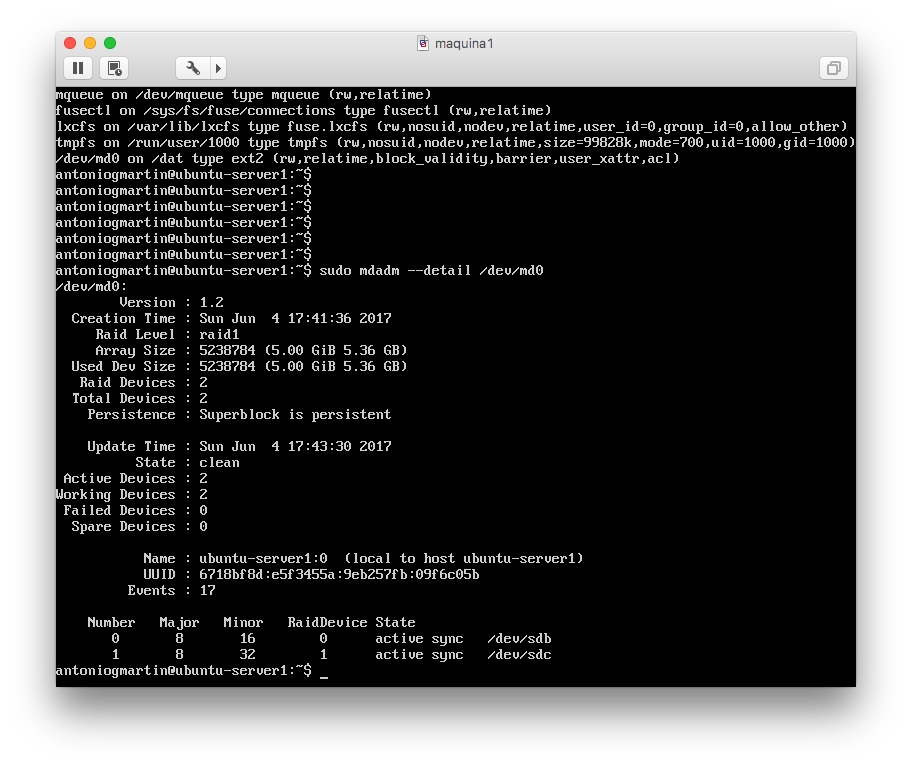 maquina1
mqueue on /dev/mqueue type mqueue (rw,relatime)
fusectl on /sys/fs/fuse/connections type fusectl (rw,relatime)
lxcfs on /var/lib/lxcfs type fuse.lxcfs (rw,nosuid,nodev,relatime,user_id=0,group_id=0,allow_other)
tmpfs on /run/user/1000 type tmpfs (rw,nosuid,nodev,relatime,size=99828k,mode=700,uid=1000,gid=1000)
/dev/md0 on /dat type ext2 (rw,relatime,block_validity,barrier,user_xattr,acl)
antoniogmartin@ubuntu-server1:~$
antoniogmartin@ubuntu-server1:~$
antoniogmartin@ubuntu-server1:~$
antoniogmartin@ubuntu-server1:~$
antoniogmartin@ubuntu-server1:~$
antoniogmartin@ubuntu-server1:~$
antoniogmartin@ubuntu-server1:~$ sudo mdadm --detail /dev/md0
/dev/md0:
        Version : 1.2
  Creation Time : Sun Jun  4 17:41:36 2017
     Raid Level : raid1
     Array Size : 5238784 (5.00 GiB 5.36 GB)
  Used Dev Size : 5238784 (5.00 GiB 5.36 GB)
   Raid Devices : 2
  Total Devices : 2
    Persistence : Superblock is persistent

    Update Time : Sun Jun  4 17:43:30 2017
          State : clean
 Active Devices : 2
Working Devices : 2
 Failed Devices : 0
  Spare Devices : 0

           Name : ubuntu-server1:0  (local to host ubuntu-server1)
           UUID : 6718bf8d:e5f3455a:9eb257fb:09f6c05b
         Events : 17

    Number   Major   Minor   RaidDevice State
       0       8       16        0      active sync   /dev/sdb
       1       8       32        1      active sync   /dev/sdc
antoniogmartin@ubuntu-server1:~$ _